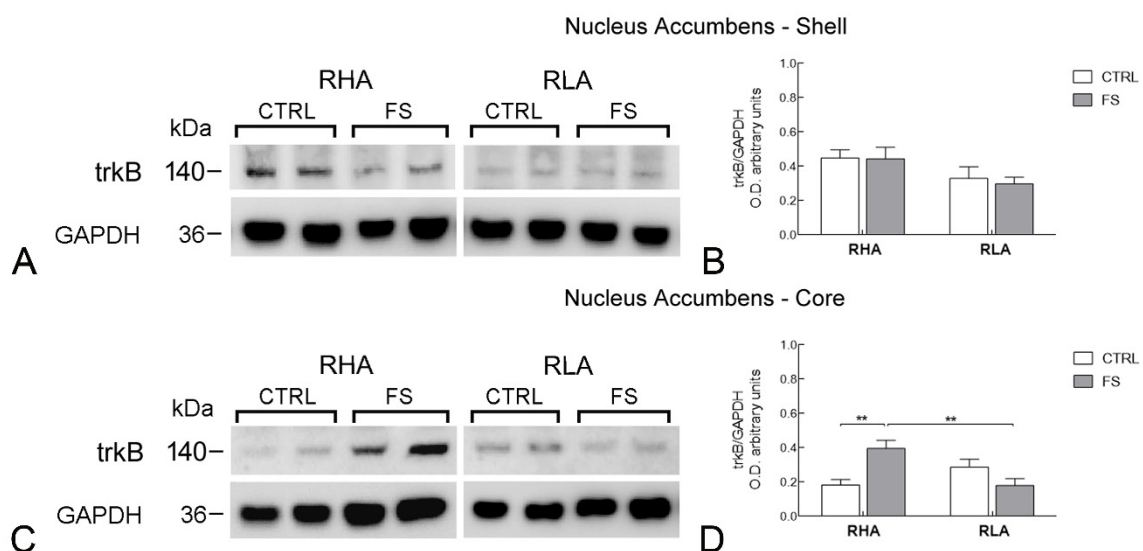 Nucleus Accumbens - Shell
RHA RLA
CTRL FS CTRL FS
kDa
trkB 140
GAPDH 36
A
1.0
0.8
0.6
0.4
0.2
0.0
trkB/GAPDH
O.D. arbitrary units
RHA RLA
CTRL
FS
B
Nucleus Accumbens - Core
RHA RLA
CTRL FS CTRL FS
kDa
trkB 140
GAPDH 36
C
1.0
0.8
0.6
0.4
0.2
0.0
trkB/GAPDH
O.D. arbitrary units
** **
RHA RLA
CTRL
FS
D